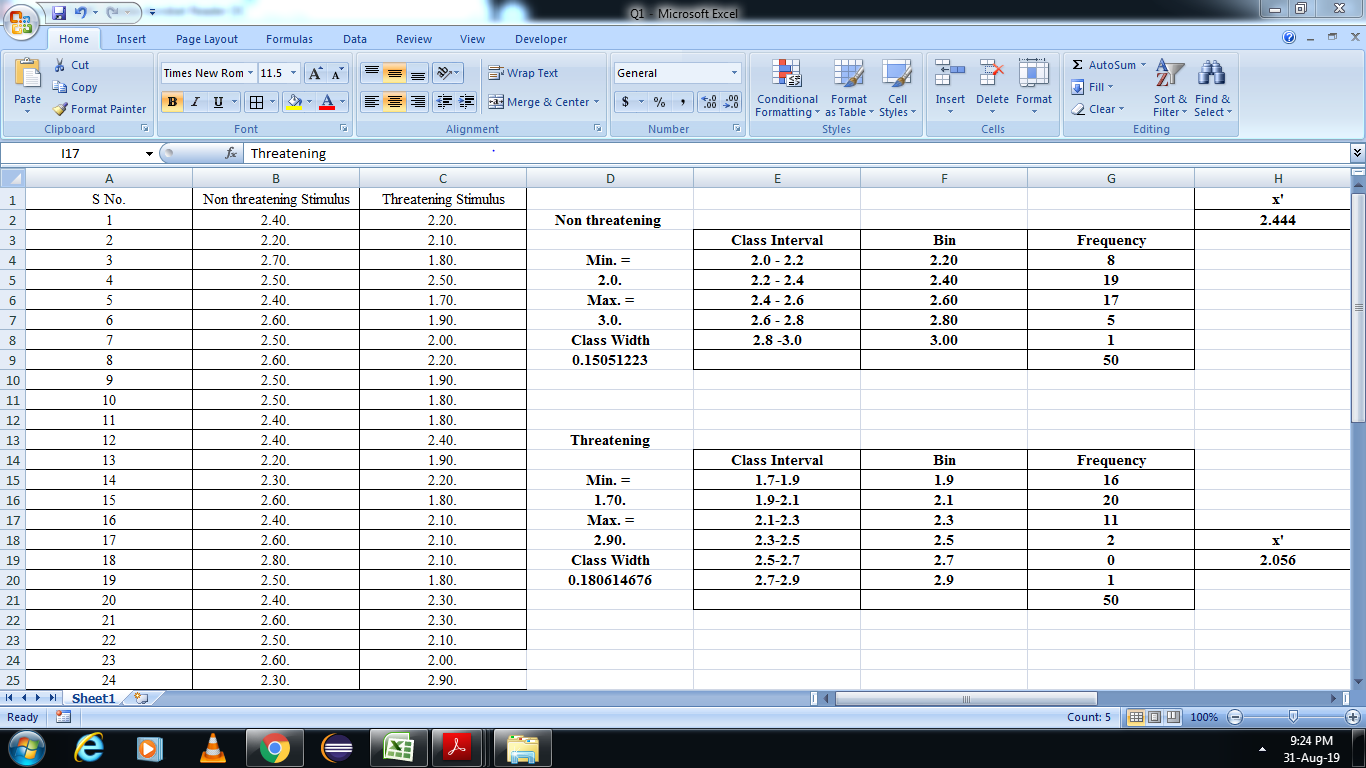 Q1 - Microsoft Excel
Home Insert Page Layout Formulas Data Review View Developer
Paste Cut Copy Format Painter Clipboard
Times New Rom 11.5 A A B I U A Font
Wrap Text Merge & Center Alignment
General $ % , .0 .00 .00 .0 Number
Conditional Formatting Format as Table Cell Styles Styles
Insert Delete Format Cells
Σ AutoSum Fill Clear Sort & Filter Find & Select Editing
I17 fx Threatening
A B C D E F G H
1 S No. Non threatening Stimulus Threatening Stimulus x'
2 1 2.40. 2.20. Non threatening 2.444
3 2 2.20. 2.10. Class Interval Bin Frequency
4 3 2.70. 1.80. Min. = 2.0 - 2.2 2.20 8
5 4 2.50. 2.50. 2.0. 2.2 - 2.4 2.40 19
6 5 2.40. 1.70. Max. = 2.4 - 2.6 2.60 17
7 6 2.60. 1.90. 3.0. 2.6 - 2.8 2.80 5
8 7 2.50. 2.00. Class Width 2.8 -3.0 3.00 1
9 8 2.60. 2.20. 0.15051223 50
10 9 2.50. 1.90.
11 10 2.50. 1.80.
12 11 2.40. 1.80.
13 12 2.40. 2.40. Threatening
14 13 2.20. 1.90. Class Interval Bin Frequency
15 14 2.30. 2.20. Min. = 1.7-1.9 1.9 16
16 15 2.60. 1.80. 1.70. 1.9-2.1 2.1 20
17 16 2.40. 2.10. Max. = 2.1-2.3 2.3 11
18 17 2.60. 2.10. 2.90. 2.3-2.5 2.5 2 x'
19 18 2.80. 2.10. Class Width 2.5-2.7 2.7 0 2.056
20 19 2.50. 1.80. 0.180614676 2.7-2.9 2.9 1
21 20 2.40. 2.30. 50
22 21 2.60. 2.30.
23 22 2.50. 2.10.
24 23 2.60. 2.00.
25 24 2.30. 2.90.
Sheet1
Ready Count: 5 100%
9:24 PM
31-Aug-19